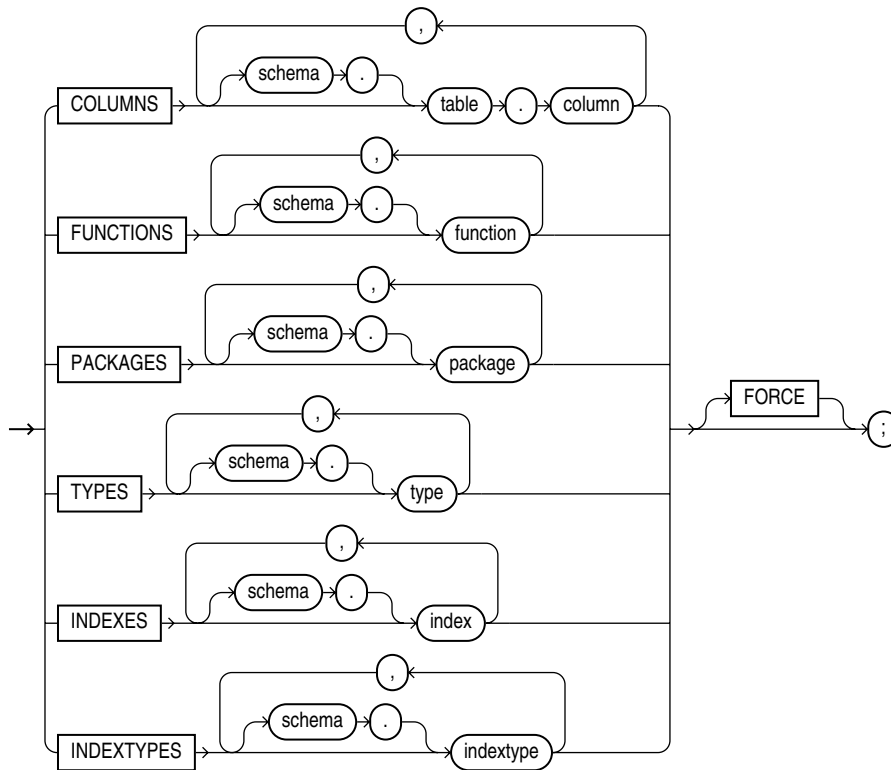 ,
schema .
COLUMNS table . column
,
schema .
FUNCTIONS function
,
schema .
PACKAGES package
FORCE
,
;
schema .
TYPES type
,
schema .
INDEXES index
,
schema .
INDEXTYPES indextype